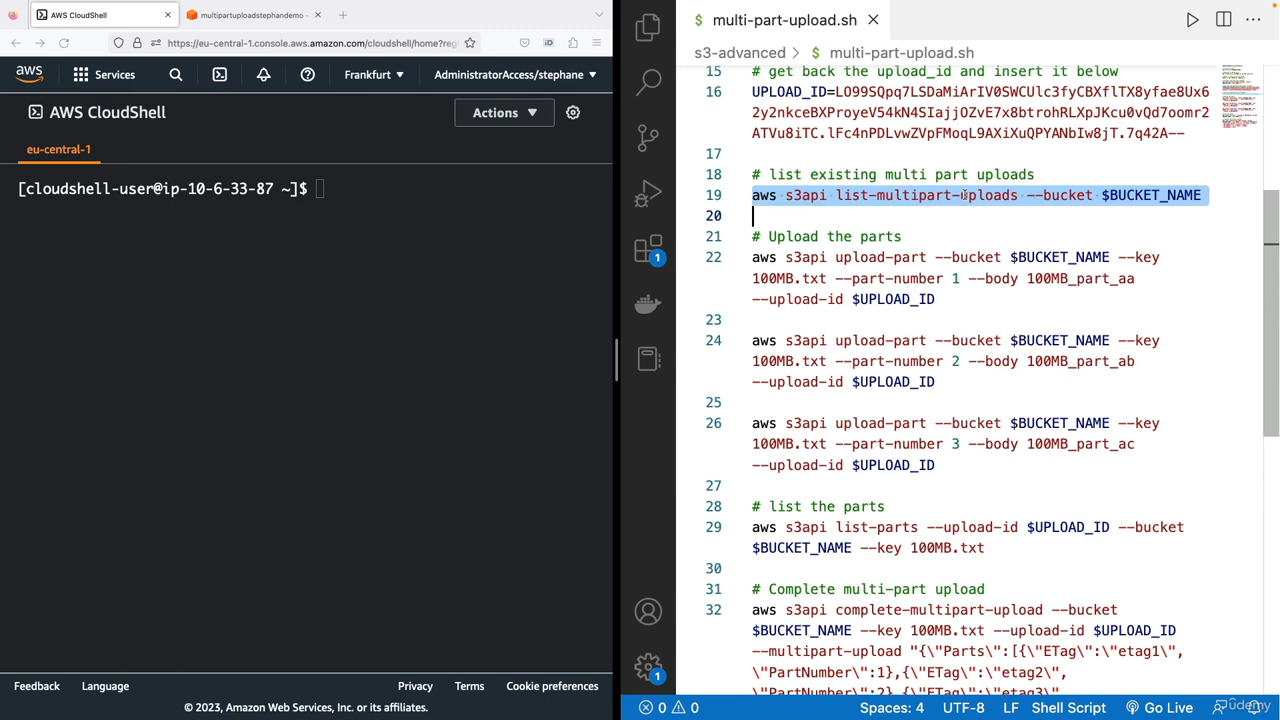 AWS CloudShell
multipartuploadstephandemo -
https://eu-central-1.console.aws.amazon.com/cloudshell/home?reg
aws
Services
AWS CloudShell
Actions
eu-central-1
[cloudshell-user@ip-10-6-33-87 ~]$
Feedback
Language
Privacy
Terms
Cookie preferences
© 2023, Amazon Web Services, Inc. or its affiliates.
$ multi-part-upload.sh
s3-advanced > $ multi-part-upload.sh
15 # get back the upload_id and insert it below
16 
18 # list existing multi part uploads
19 aws s3api list-multipart-uploads --bucket $BUCKET_NAME
20
21 # Upload the parts
22 aws s3api upload-part --bucket $BUCKET_NAME --key
100MB.txt --part-number 1 --body 100MB_part_aa
--upload-id $UPLOAD_ID
23
24 aws s3api upload-part --bucket $BUCKET_NAME --key
100MB.txt --part-number 2 --body 100MB_part_ab
--upload-id $UPLOAD_ID
25
26 aws s3api upload-part --bucket $BUCKET_NAME --key
100MB.txt --part-number 3 --body 100MB_part_ac
--upload-id $UPLOAD_ID
27
28 # list the parts
29 aws s3api list-parts --upload-id $UPLOAD_ID --bucket
$BUCKET_NAME --key 100MB.txt
30
31 # Complete multi-part upload
32 aws s3api complete-multipart-upload --bucket
$BUCKET_NAME --key 100MB.txt --upload-id $UPLOAD_ID
--multipart-upload "{\"Parts\":[{\"ETag\":\"etag1\",
\"PartNumber\":1},{\"ETag\":\"etag2\",
\"PartNumber\":2},{\"ETag\":\"etag3\",
1
1
0
0
Spaces: 4
UTF-8
LF
Shell Script
Go Live
udemy